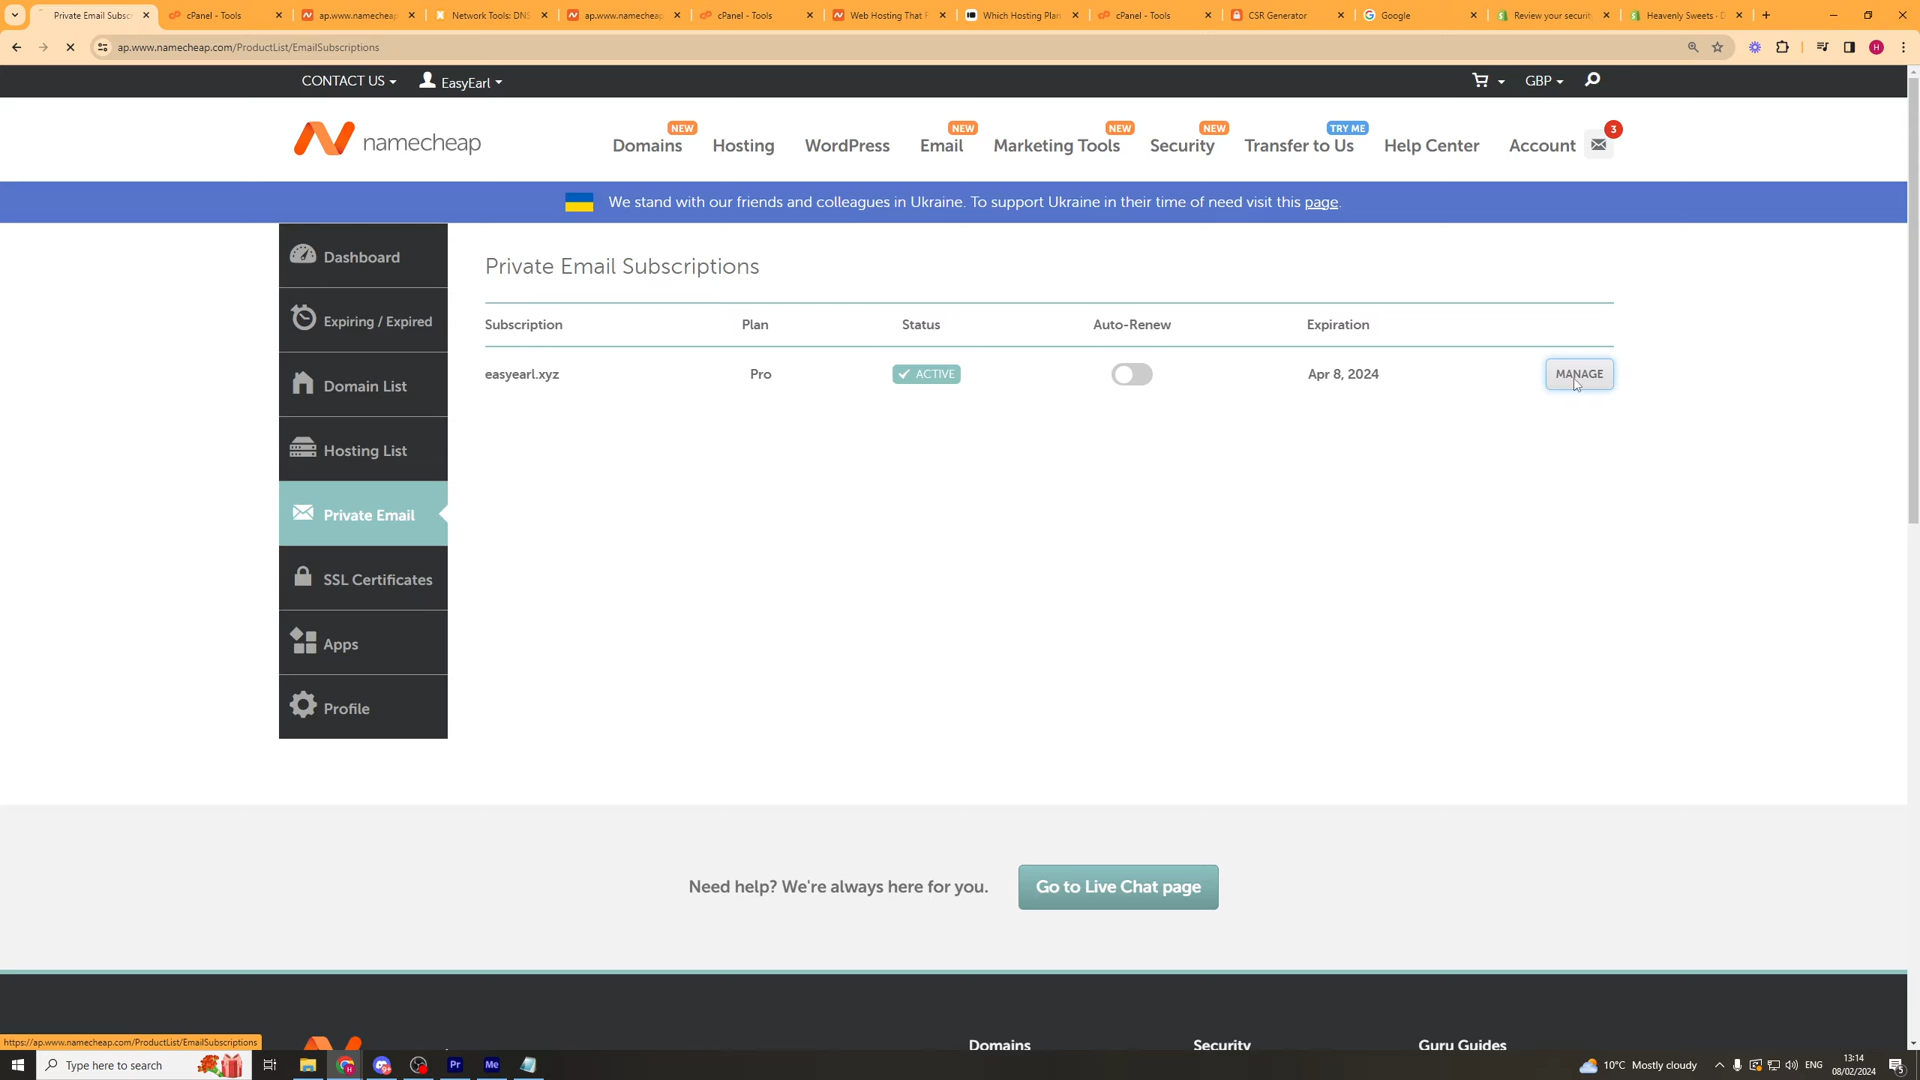 Private Email Subsc
cPanel - Tools
ap.www.namecheap
Network Tools: DNS
ap.www.namecheap
cPanel - Tools
Web Hosting That F
Which Hosting Plan
cPanel - Tools
CSR Generator
Google
Review your securit
Heavenly Sweets · D
ap.www.namecheap.com/ProductList/EmailSubscriptions
H
CONTACT US
EasyEarl
GBP
namecheap
Domains
NEW
Hosting
WordPress
Email
NEW
Marketing Tools
NEW
Security
NEW
Transfer to Us
TRY ME
Help Center
Account
3
We stand with our friends and colleagues in Ukraine. To support Ukraine in their time of need visit this page.
Dashboard
Expiring / Expired
Domain List
Hosting List
Private Email
SSL Certificates
Apps
Profile
Private Email Subscriptions
Subscription Plan Status Auto-Renew Expiration
easyearl.xyz Pro ACTIVE Apr 8, 2024 MANAGE
Need help? We're always here for you.
Go to Live Chat page
Domains Security Guru Guides
https://ap.www.namecheap.com/ProductList/EmailSubscriptions
Type here to search
Pr
Me
10°C Mostly cloudy
ENG
13:14
08/02/2024
5